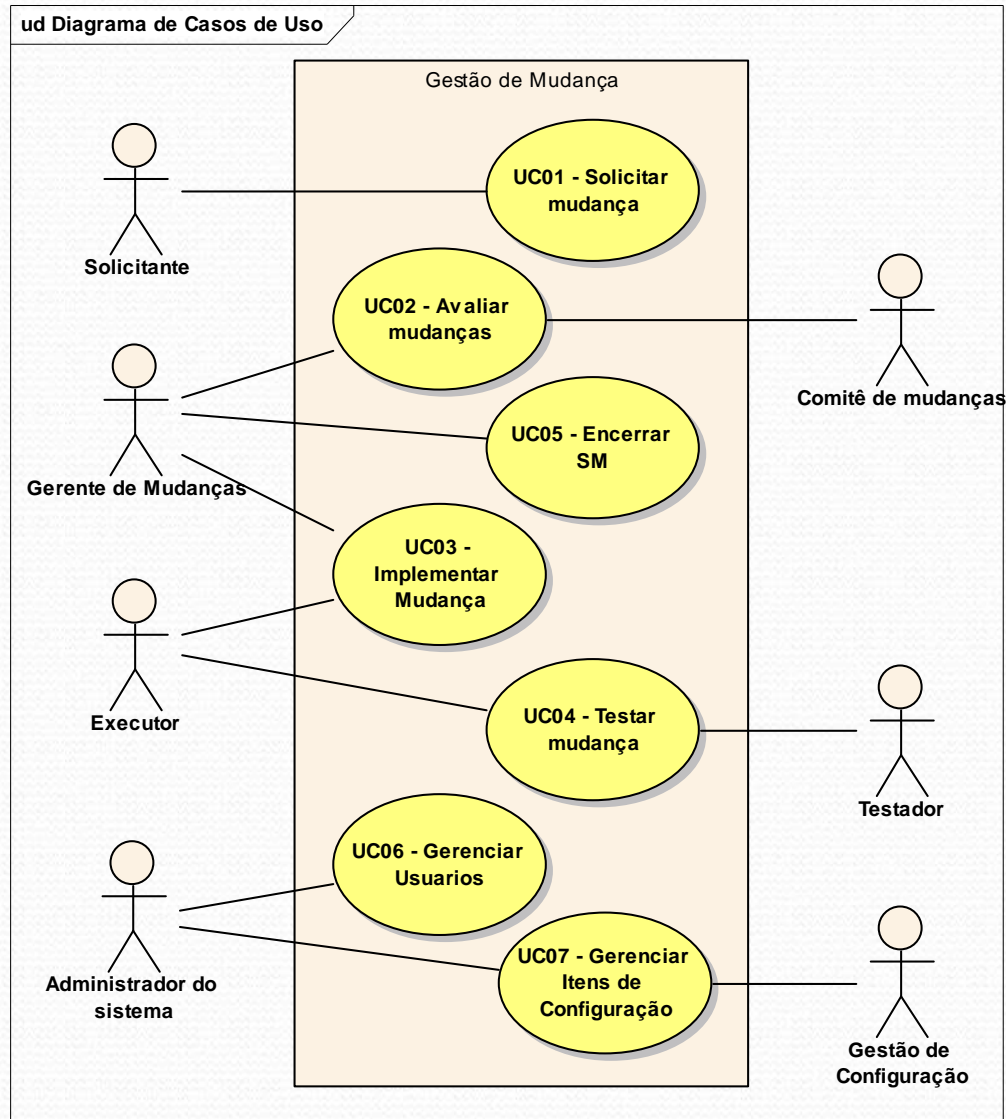 ud Diagrama de Casos de Uso
Gestão de Mudança
UC01 - Solicitar
mudança
Solicitante
UC02 - Avaliar
mudanças
Comitê de mudanças
UC05 - Encerrar
SM
Gerente de Mudanças
UC03 -
Implementar
Mudança
Executor
UC04 - Testar
mudança
Testador
UC06 - Gerenciar
Usuarios
UC07 - Gerenciar
Itens de
Configuração
Administrador do
sistema
Gestão de
Configuração